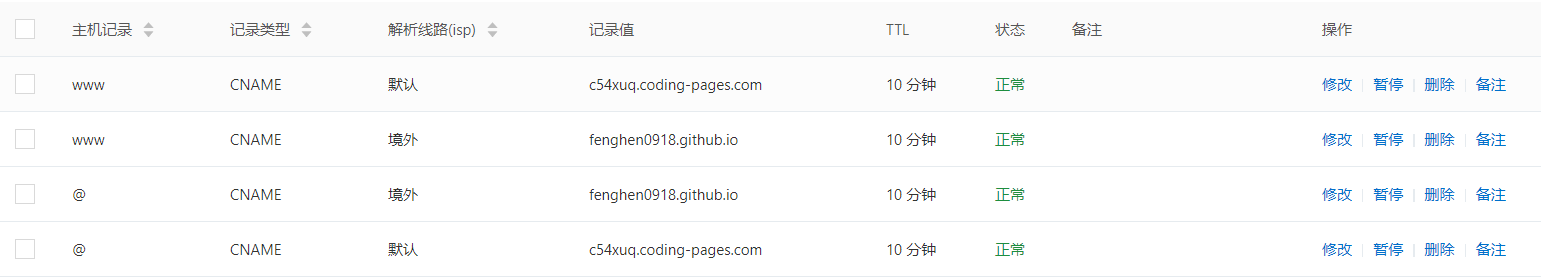 主机记录 记录类型 解析线路(isp) 记录值 TTL 状态 备注 操作
www CNAME 默认 c54xuq.coding-pages.com 10 分钟 正常 修改 暂停 删除 备注
www CNAME 境外 fenghen0918.github.io 10 分钟 正常 修改 暂停 删除 备注
@ CNAME 境外 fenghen0918.github.io 10 分钟 正常 修改 暂停 删除 备注
@ CNAME 默认 c54xuq.coding-pages.com 10 分钟 正常 修改 暂停 删除 备注